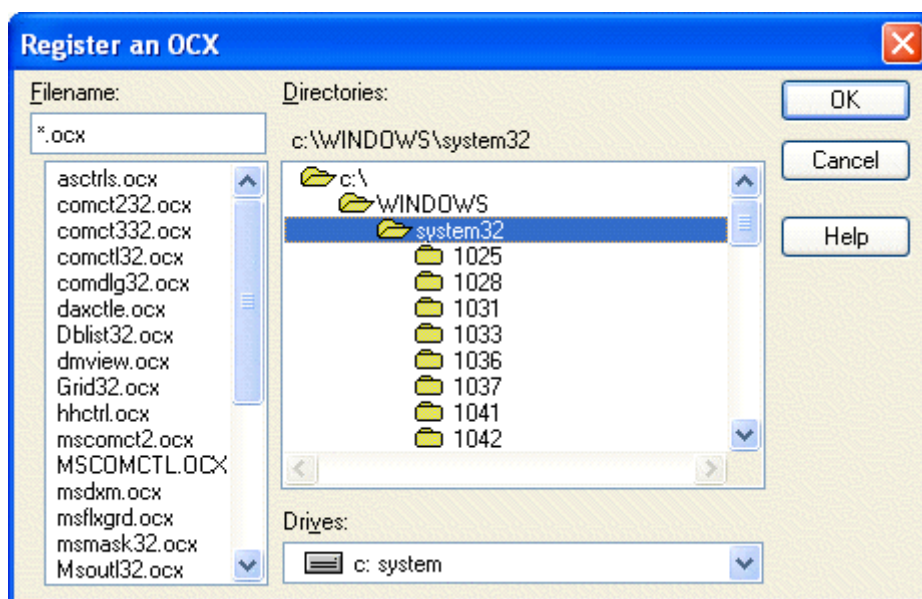 Register an OCX
Filename:
*.ocx
asctrls.ocx
comct232.ocx
comct332.ocx
comctl32.ocx
comdlg32.ocx
daxctle.ocx
Dblist32.ocx
dmview.ocx
Grid32.ocx
hhctrl.ocx
mscomct2.ocx
MSCOMCTL.OCX
msdxm.ocx
msflxgrd.ocx
msmask32.ocx
Msoutl32.ocx
Directories:
c:\WINDOWS\system32
c:\
WINDOWS
system32
1025
1028
1031
1033
1036
1037
1041
1042
Drives:
c: system
OK
Cancel
Help